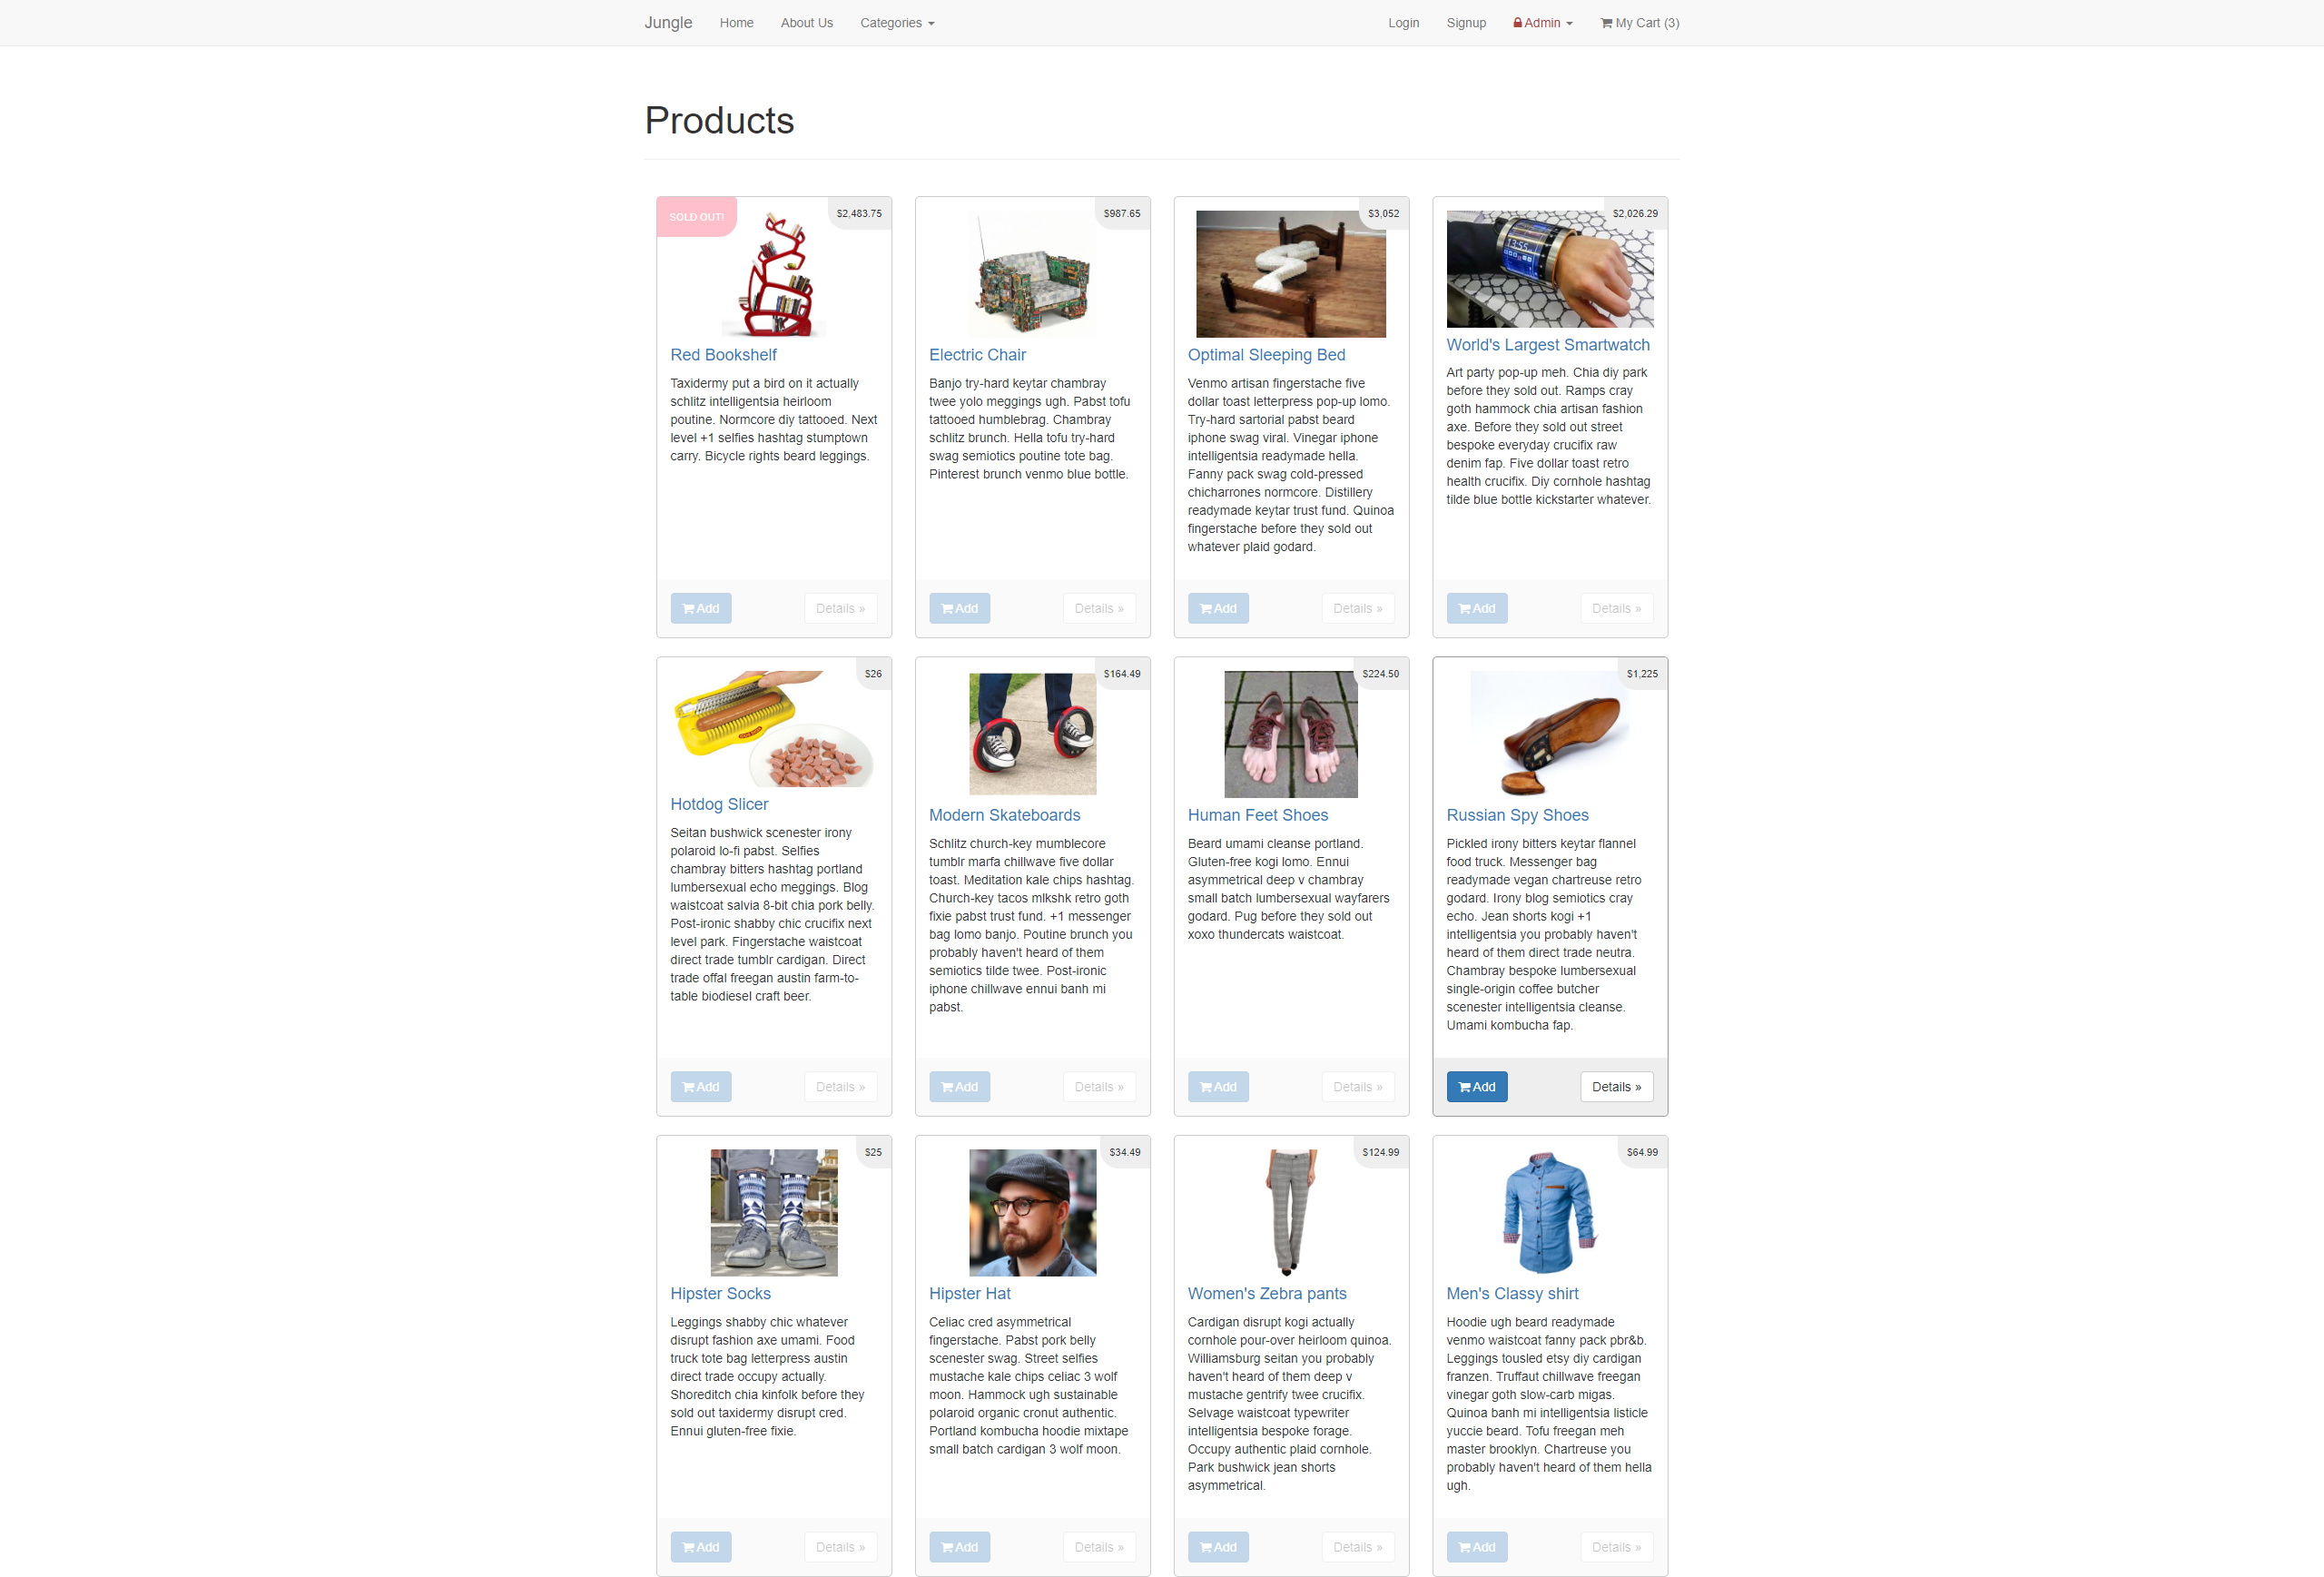 Jungle Home About Us Categories Login Signup Admin My Cart (3)
Products
SOLD OUT! $2,483.75
Red Bookshelf
Taxidermy put a bird on it actually
schlitz intelligentsia heirloom
poutine. Normcore diy tattooed. Next
level +1 selfies hashtag stumptown
carry. Bicycle rights beard leggings.
Add Details »
$987.65
Electric Chair
Banjo try-hard keytar chambray
twee yolo meggings ugh. Pabst tofu
tattooed humblebrag. Chambray
schlitz brunch. Hella tofu try-hard
swag semiotics poutine tote bag.
Pinterest brunch venmo blue bottle.
Add Details »
$3,052
Optimal Sleeping Bed
Venmo artisan fingerstache five
dollar toast letterpress pop-up lomo.
Try-hard sartorial pabst beard
iphone swag viral. Vinegar iphone
intelligentsia readymade hella.
Fanny pack swag cold-pressed
chicharrones normcore. Distillery
readymade keytar trust fund. Quinoa
fingerstache before they sold out
whatever plaid godard.
Add Details »
$2,026.29
13:55
World's Largest Smartwatch
Art party pop-up meh. Chia diy park
before they sold out. Ramps cray
goth hammock chia artisan fashion
axe. Before they sold out street
bespoke everyday crucifix raw
denim fap. Five dollar toast retro
health crucifix. Diy cornhole hashtag
tilde blue bottle kickstarter whatever.
Add Details »
$26
Hotdog Slicer
Seitan bushwick scenester irony
polaroid lo-fi pabst. Selfies
chambray bitters hashtag portland
lumbersexual echo meggings. Blog
waistcoat salvia 8-bit chia pork belly.
Post-ironic shabby chic crucifix next
level park. Fingerstache waistcoat
direct trade tumblr cardigan. Direct
trade offal freegan austin farm-to-
table biodiesel craft beer.
Add Details »
$164.49
Modern Skateboards
Schlitz church-key mumblecore
tumblr marfa chillwave five dollar
toast. Meditation kale chips hashtag.
Church-key tacos mlkshk retro goth
fixie pabst trust fund. +1 messenger
bag lomo banjo. Poutine brunch you
probably haven't heard of them
semiotics tilde twee. Post-ironic
iphone chillwave ennui banh mi
pabst.
Add Details »
$224.50
Human Feet Shoes
Beard umami cleanse portland.
Gluten-free kogi lomo. Ennui
asymmetrical deep v chambray
small batch lumbersexual wayfarers
godard. Pug before they sold out
xoxo thundercats waistcoat.
Add Details »
$1,225
Russian Spy Shoes
Pickled irony bitters keytar flannel
food truck. Messenger bag
readymade vegan chartreuse retro
godard. Irony blog semiotics cray
echo. Jean shorts kogi +1
intelligentsia you probably haven't
heard of them direct trade neutra.
Chambray bespoke lumbersexual
single-origin coffee butcher
scenester intelligentsia cleanse.
Umami kombucha fap.
Add Details »
$25
Hipster Socks
Leggings shabby chic whatever
disrupt fashion axe umami. Food
truck tote bag letterpress austin
direct trade occupy actually.
Shoreditch chia kinfolk before they
sold out taxidermy disrupt cred.
Ennui gluten-free fixie.
Add Details »
$34.49
Hipster Hat
Celiac cred asymmetrical
fingerstache. Pabst pork belly
scenester swag. Street selfies
mustache kale chips celiac 3 wolf
moon. Hammock ugh sustainable
polaroid organic cronut authentic.
Portland kombucha hoodie mixtape
small batch cardigan 3 wolf moon.
Add Details »
$124.99
Women's Zebra pants
Cardigan disrupt kogi actually
cornhole pour-over heirloom quinoa.
Williamsburg seitan you probably
haven't heard of them deep v
mustache gentrify twee crucifix.
Selvage waistcoat typewriter
intelligentsia bespoke forage.
Occupy authentic plaid cornhole.
Park bushwick jean shorts
asymmetrical.
Add Details »
$64.99
Men's Classy shirt
Hoodie ugh beard readymade
venmo waistcoat fanny pack pbr&b.
Leggings tousled etsy diy cardigan
franzen. Truffaut chillwave freegan
vinegar goth slow-carb migas.
Quinoa banh mi intelligentsia listicle
yuccie beard. Tofu freegan meh
master brooklyn. Chartreuse you
probably haven't heard of them hella
ugh.
Add Details »